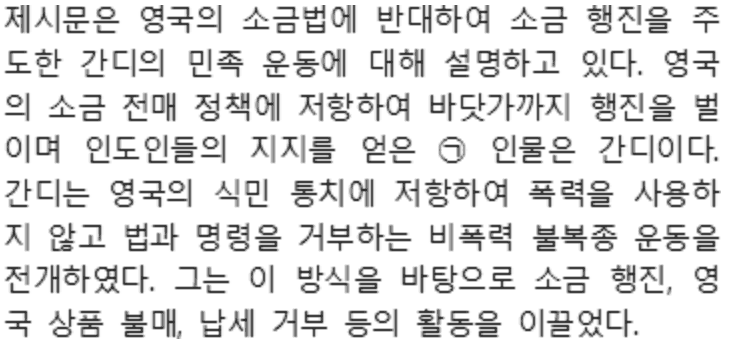 제시문은 영국의 소금법에 반대하여 소금 행진을 주
도한 간디의 민족 운동에 대해 설명하고 있다. 영국
의 소금 전매 정책에 저항하여 바닷가까지 행진을 벌
이며 인도인들의 지지를 얻은 ㉠ 인물은 간디이다.
간디는 영국의 식민 통치에 저항하여 폭력을 사용하
지 않고 법과 명령을 거부하는 비폭력 불복종 운동을
전개하였다. 그는 이 방식을 바탕으로 소금 행진, 영
국 상품 불매, 납세 거부 등의 활동을 이끌었다.